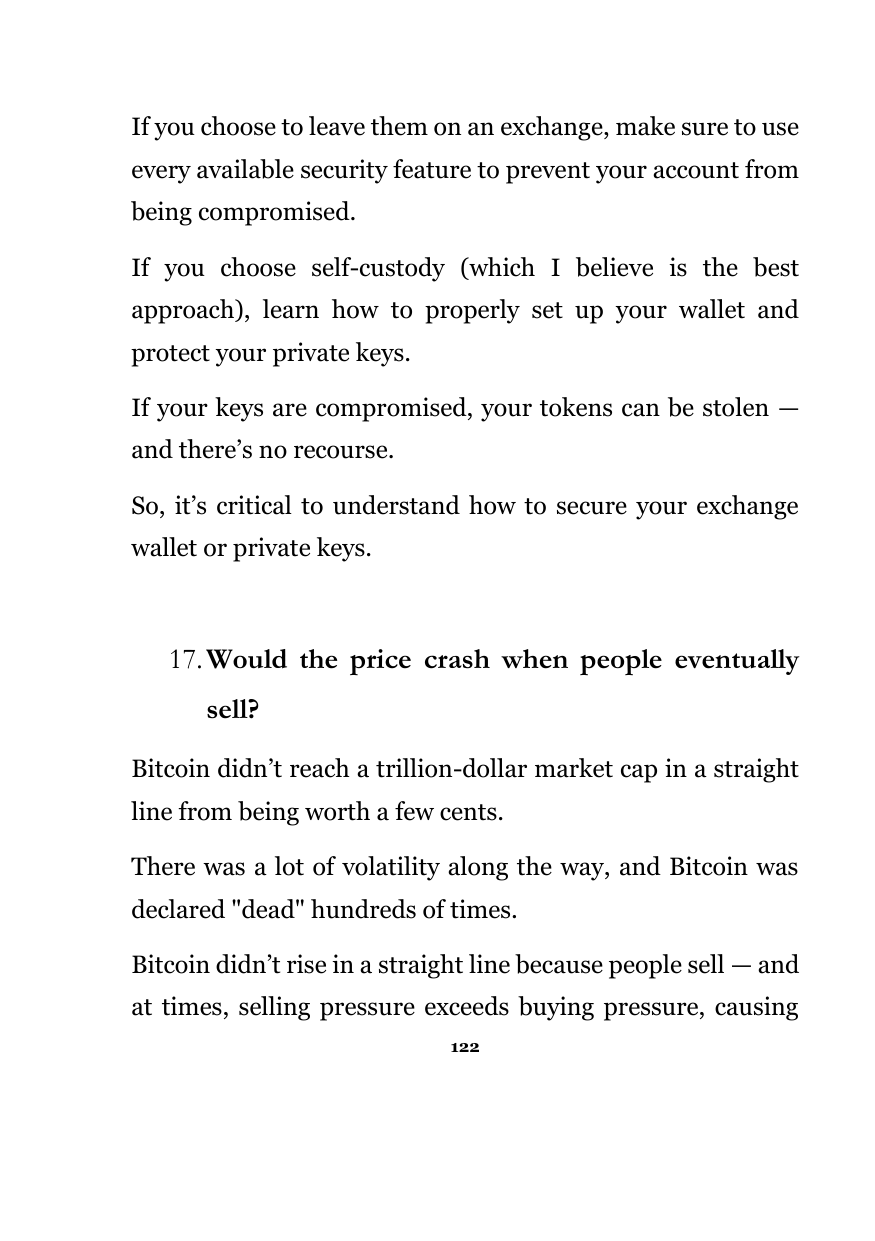 If you choose to leave them on an exchange, make sure to use
every available security feature to prevent your account from
being compromised.
If you choose self-custody (which I believe is the best
approach), learn how to properly set up your wallet and
protect your private keys.
If your keys are compromised, your tokens can be stolen —
and there’s no recourse.
So, it’s critical to understand how to secure your exchange
wallet or private keys.
17. Would the price crash when people eventually
sell?
Bitcoin didn’t reach a trillion-dollar market cap in a straight
line from being worth a few cents.
There was a lot of volatility along the way, and Bitcoin was
declared "dead" hundreds of times.
Bitcoin didn’t rise in a straight line because people sell — and
at times, selling pressure exceeds buying pressure, causing
122